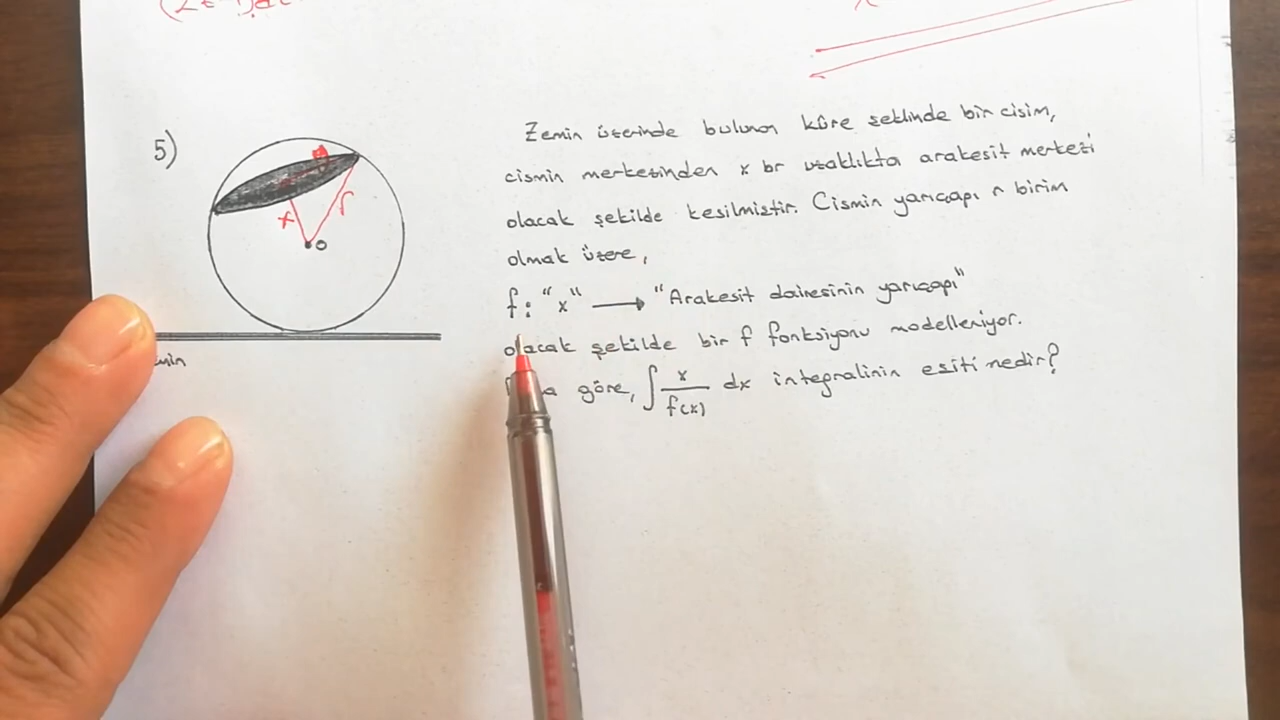 5)
Zemin üzerinde bulunan küre şeklinde bir cisim,
cismin merkezinden x br uzaklıkta arakesit merkezi
olacak şekilde kesilmiştir. Cismin yarıçapı r birim
olmak üzere,
f: "x" → "Arakesit dairesinin yarıçapı"
olacak şekilde bir f fonksiyonu modelleniyor.
göre, ∫ x/f(x) dx integralinin eşiti nedir?
x r
O